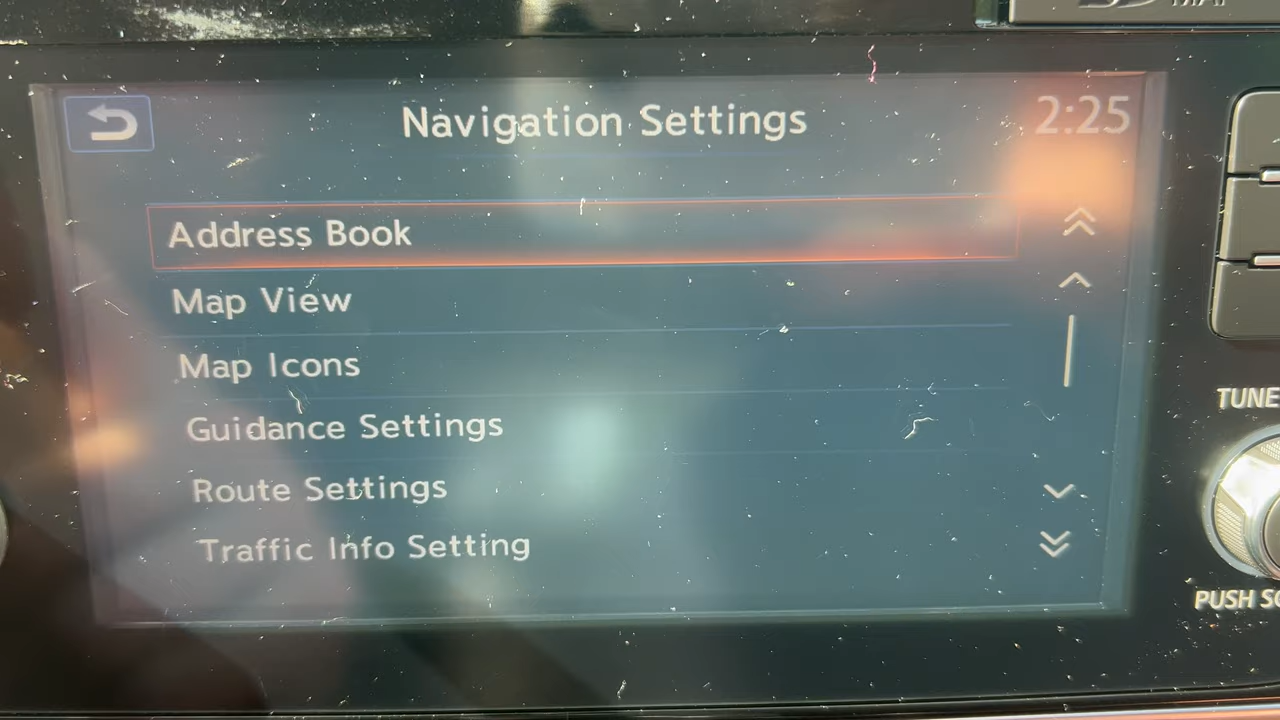 MAP
Navigation Settings
2:25
Address Book
Map View
Map Icons
Guidance Settings
Route Settings
Traffic Info Setting
TUNE
PUSH